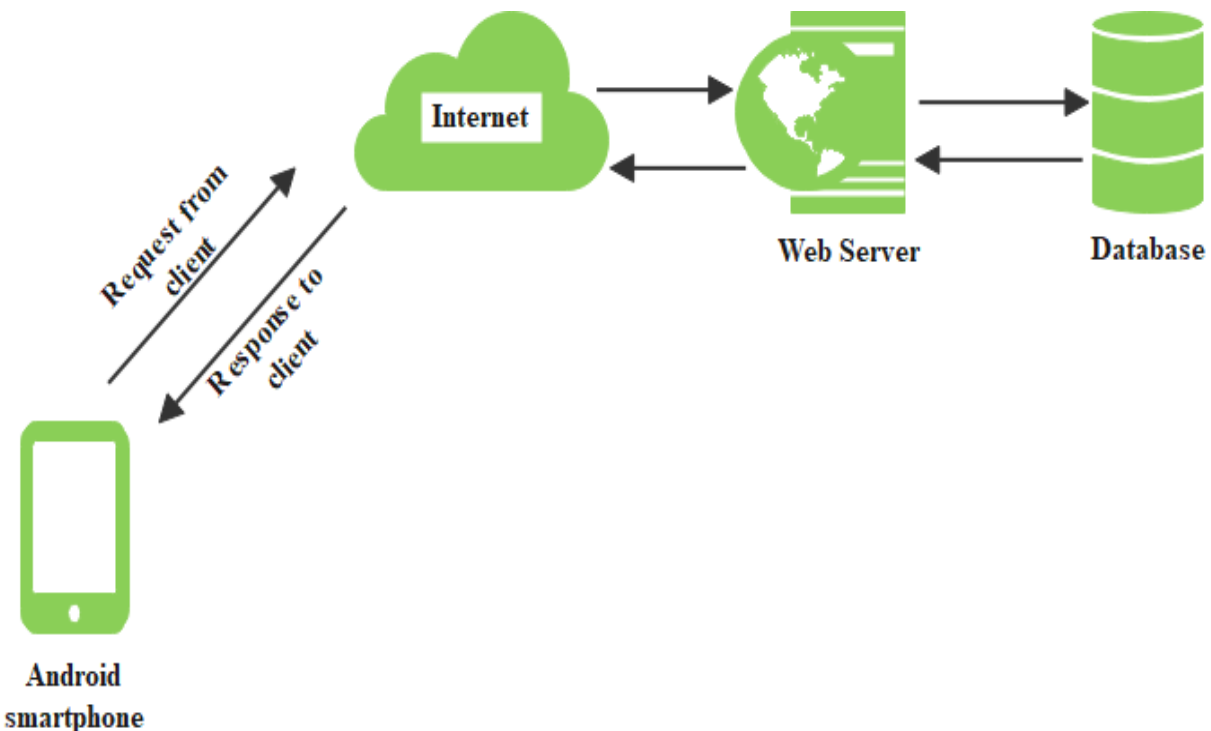 Internet
Request from
client
Response to
client
Web Server
Database
Android
smartphone